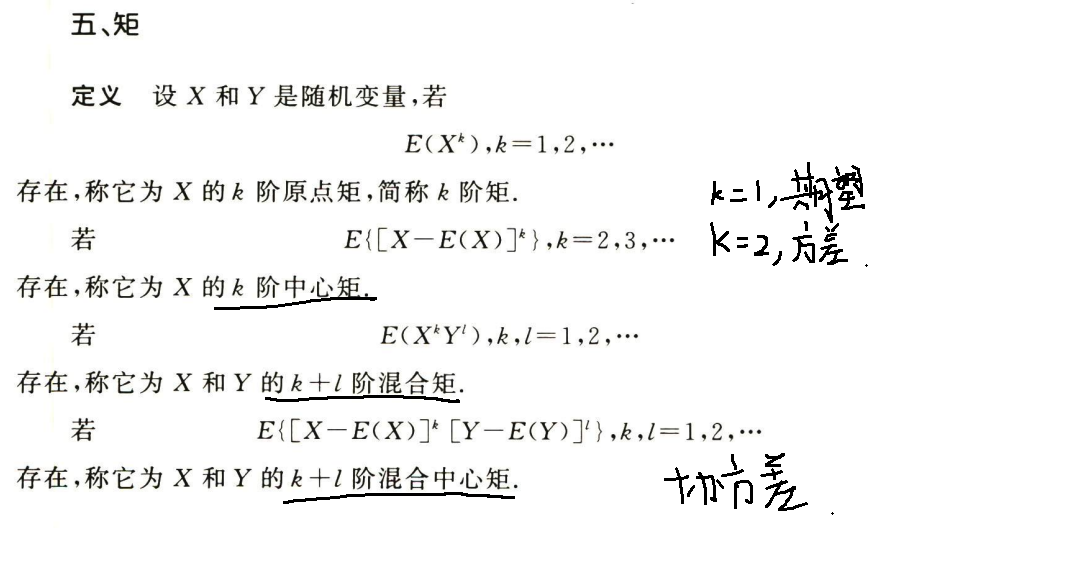 五、矩
定义 设 X 和 Y 是随机变量,若
E(X^k),k=1,2,…
存在,称它为 X 的 k 阶原点矩,简称 k 阶矩.
k=1,期望
若 E{[X−E(X)]^k},k=2,3,…
K=2,方差.
存在,称它为 X 的 k 阶中心矩.
若 E(X^kY^l),k,l=1,2,…
存在,称它为 X 和 Y 的 k+l 阶混合矩.
若 E{[X−E(X)]^k[Y−E(Y)]^l},k,l=1,2,…
存在,称它为 X 和 Y 的 k+l 阶混合中心矩.
协方差.